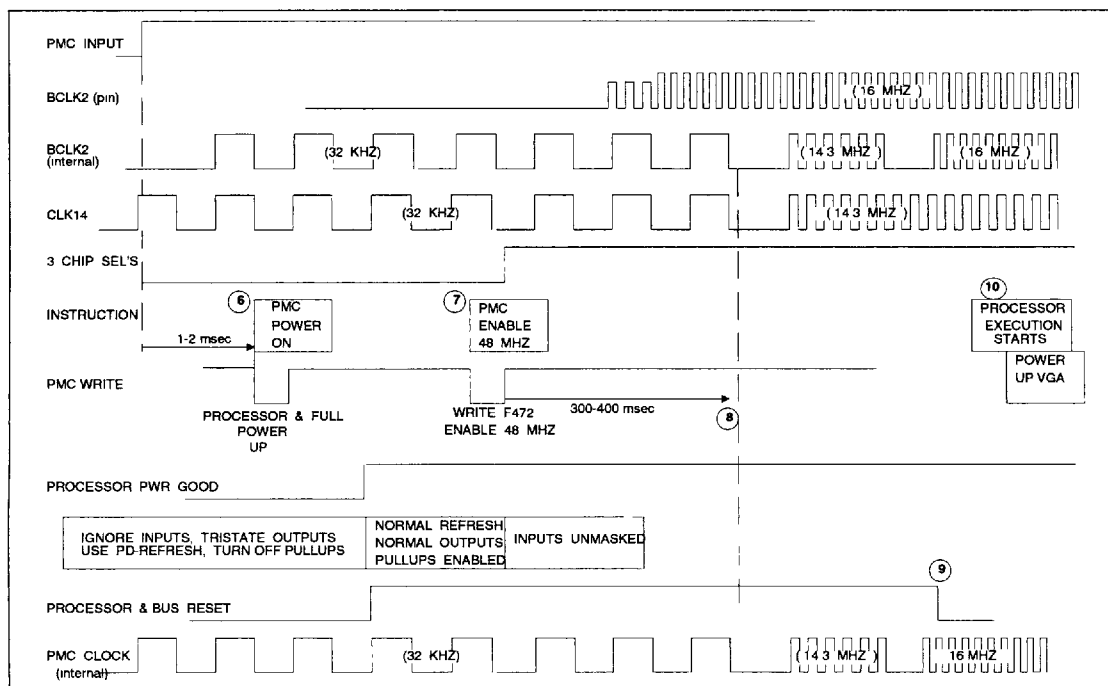 PMC INPUT
BCLK2 (pin)
(16 MHZ)
BCLK2
(internal)
(32 KHZ)
(14 3 MHZ)
(16 MHZ)
CLK14
(32 KHZ)
(14 3 MHZ)
3 CHIP SEL'S
INSTRUCTION
6
PMC
POWER
ON
7
PMC
ENABLE
48 MHZ
10
PROCESSOR
EXECUTION
STARTS
1-2 msec
POWER
UP VGA
PMC WRITE
PROCESSOR & FULL
POWER
UP
WRITE F472
ENABLE 48 MHZ
300-400 msec
8
PROCESSOR PWR GOOD
IGNORE INPUTS, TRISTATE OUTPUTS
USE PD-REFRESH, TURN OFF PULLUPS
NORMAL REFRESH
NORMAL OUTPUTS
PULLUPS ENABLED
INPUTS UNMASKED
9
PROCESSOR & BUS RESET
PMC CLOCK
(internal)
(32 KHZ)
(14 3 MHZ)
16 MHZ